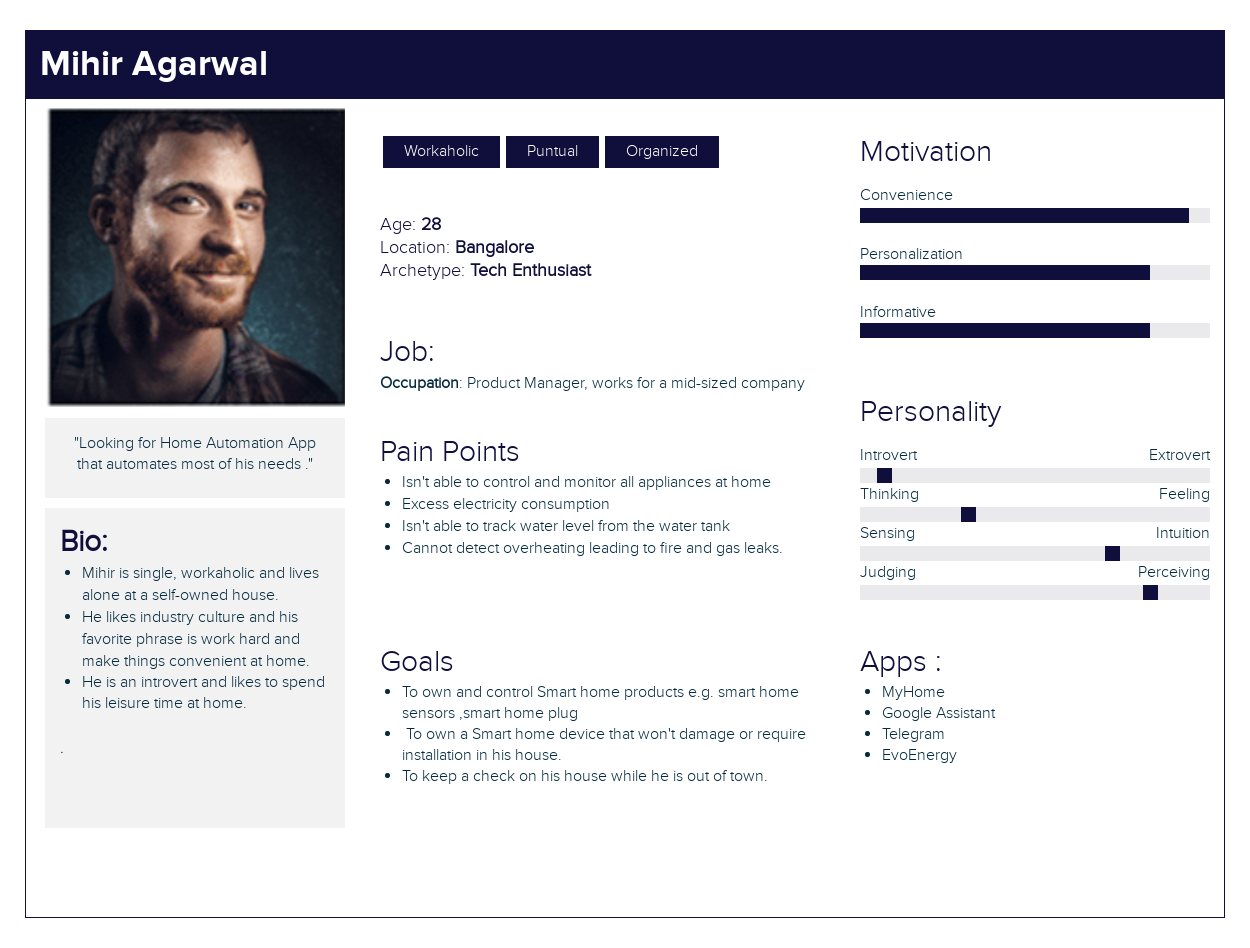 Mihir Agarwal
"Looking for Home Automation App
that automates most of his needs ."
Bio:
• Mihir is single, workaholic and lives
alone at a self-owned house.
• He likes industry culture and his
favorite phrase is work hard and
make things convenient at home.
• He is an introvert and likes to spend
his leisure time at home.
.
Workaholic Puntual Organized
Age: 28
Location: Bangalore
Archetype: Tech Enthusiast
Job:
Occupation: Product Manager, works for a mid-sized company
Pain Points
• Isn't able to control and monitor all appliances at home
• Excess electricity consumption
• Isn't able to track water level from the water tank
• Cannot detect overheating leading to fire and gas leaks.
Goals
• To own and control Smart home products e.g. smart home
sensors ,smart home plug
• To own a Smart home device that won't damage or require
installation in his house.
• To keep a check on his house while he is out of town.
Motivation
Convenience
Personalization
Informative
Personality
Introvert Extrovert
Thinking Feeling
Sensing Intuition
Judging Perceiving
Apps :
• MyHome
• Google Assistant
• Telegram
• EvoEnergy